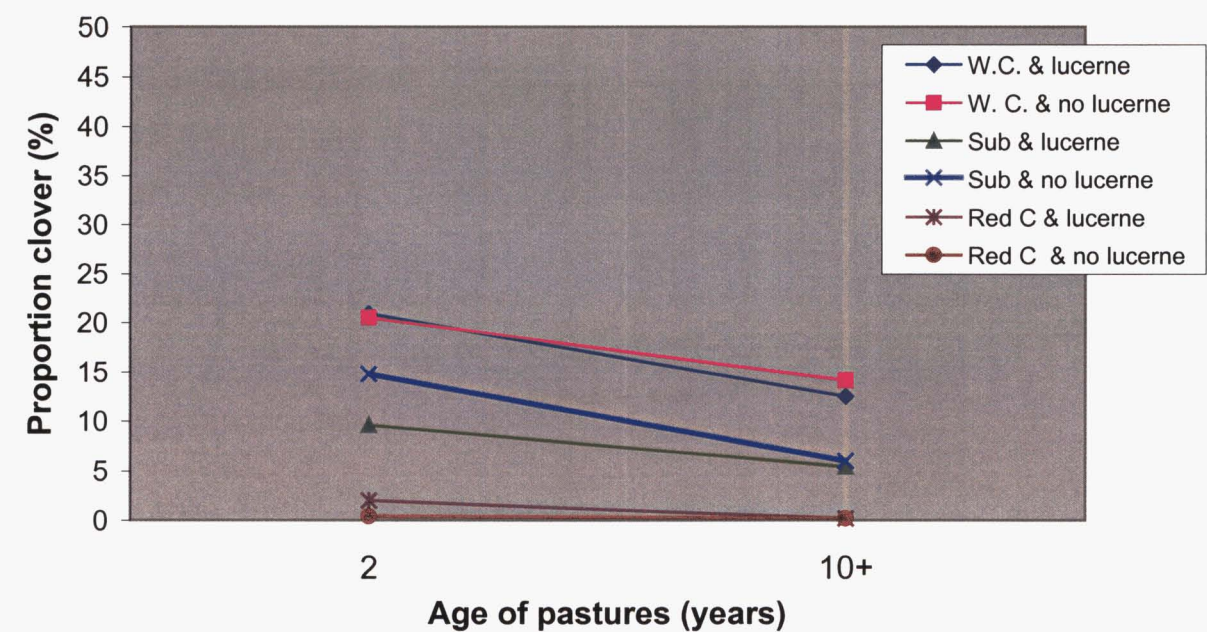 50
45
40
35
30
25
20
15
10
5
0
Proportion clover (%)
W.C. & lucerne
W. C. & no lucerne
Sub & lucerne
Sub & no lucerne
Red C & lucerne
Red C & no lucerne
2
10+
Age of pastures (years)